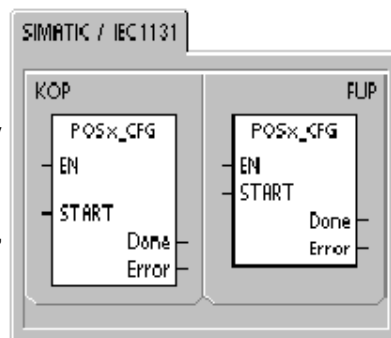 SIMATIC / IEC1131
KOP
FUP
POSx_CFG
EN
START
Done
Error
POSx_CFG
EN
START
Done
Error